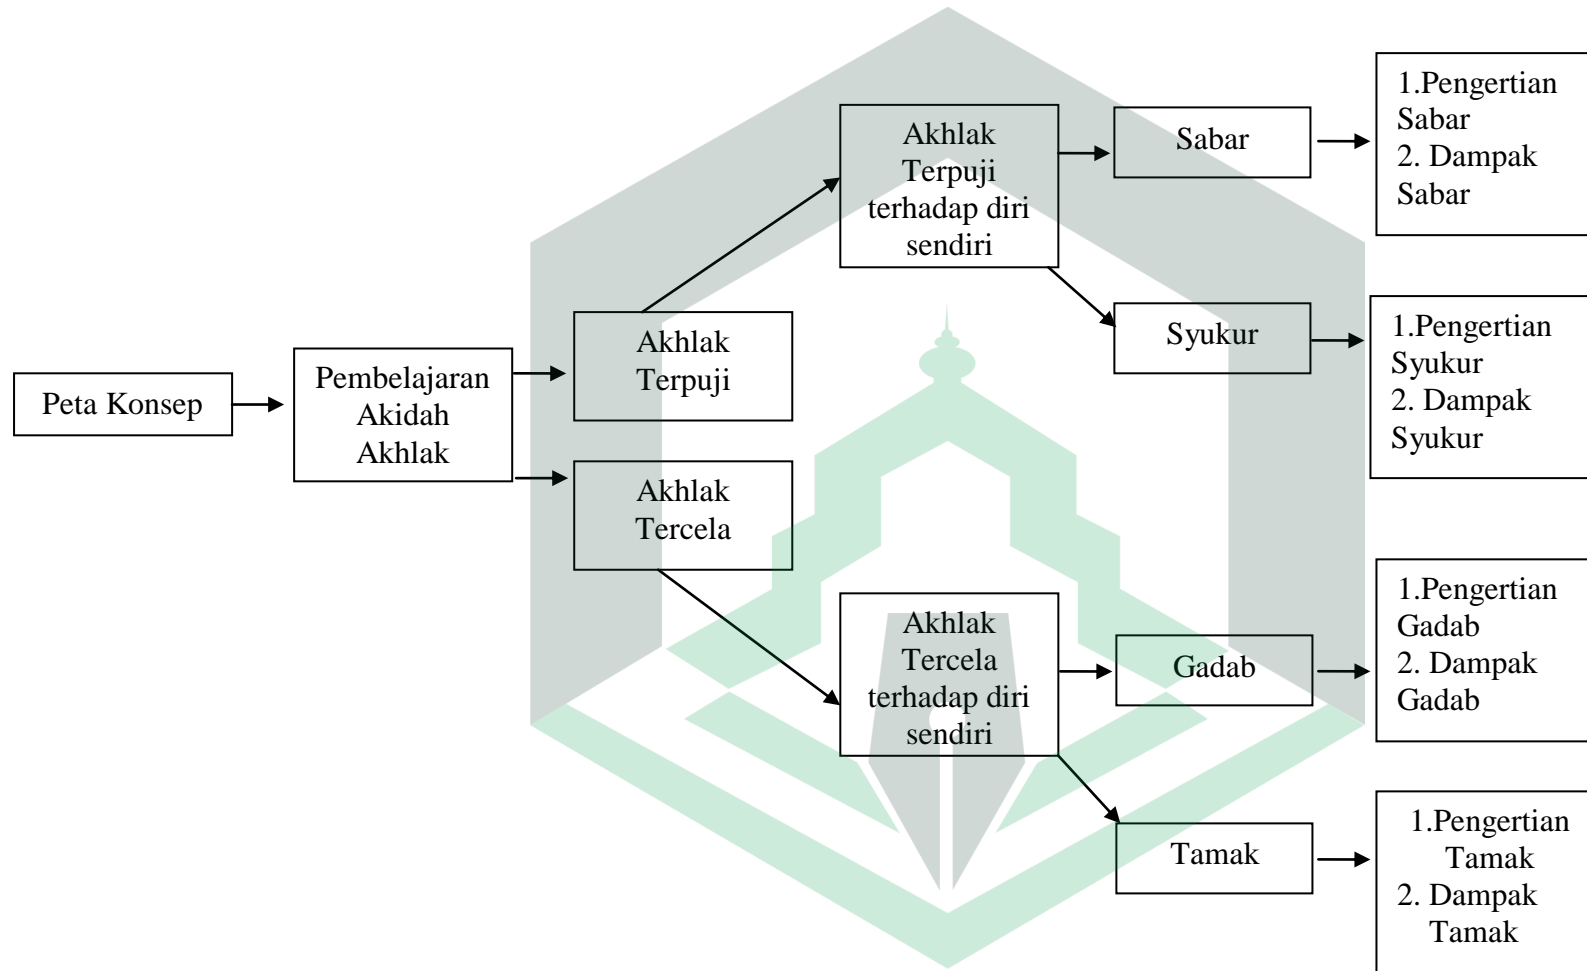 Peta Konsep
Pembelajaran
Akidah
Akhlak
Akhlak
Terpuji
Akhlak
Tercela
Akhlak
Terpuji
terhadap diri
sendiri
Akhlak
Tercela
terhadap diri
sendiri
Sabar
Syukur
Gadab
Tamak
1.Pengertian
Sabar
2. Dampak
Sabar
1.Pengertian
Syukur
2. Dampak
Syukur
1.Pengertian
Gadab
2. Dampak
Gadab
1.Pengertian
Tamak
2. Dampak
Tamak